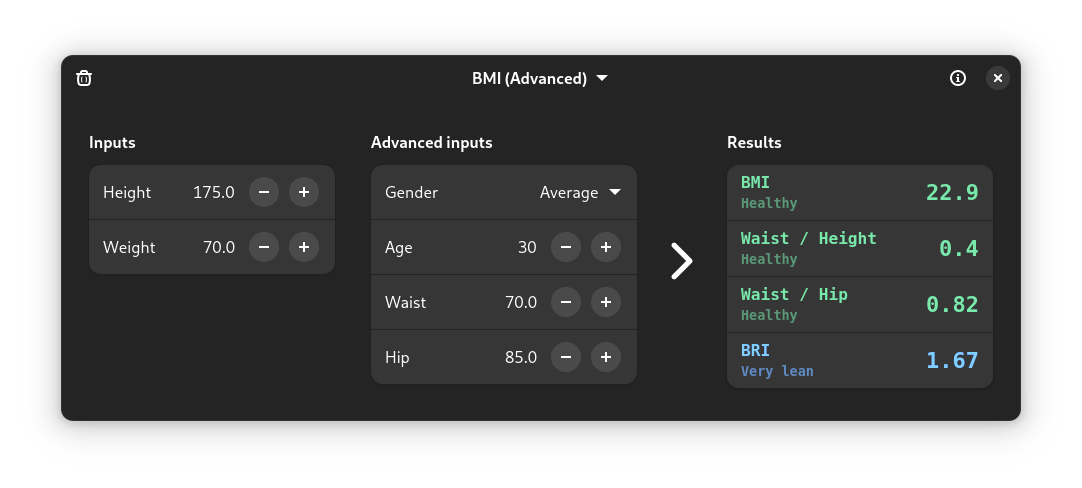 BMI (Advanced)
Inputs
Height 175.0 − +
Weight 70.0 − +
Advanced inputs
Gender Average
Age 30 − +
Waist 70.0 − +
Hip 85.0 − +
Results
BMI 22.9
Healthy
Waist / Height 0.4
Healthy
Waist / Hip 0.82
Healthy
BRI 1.67
Very lean